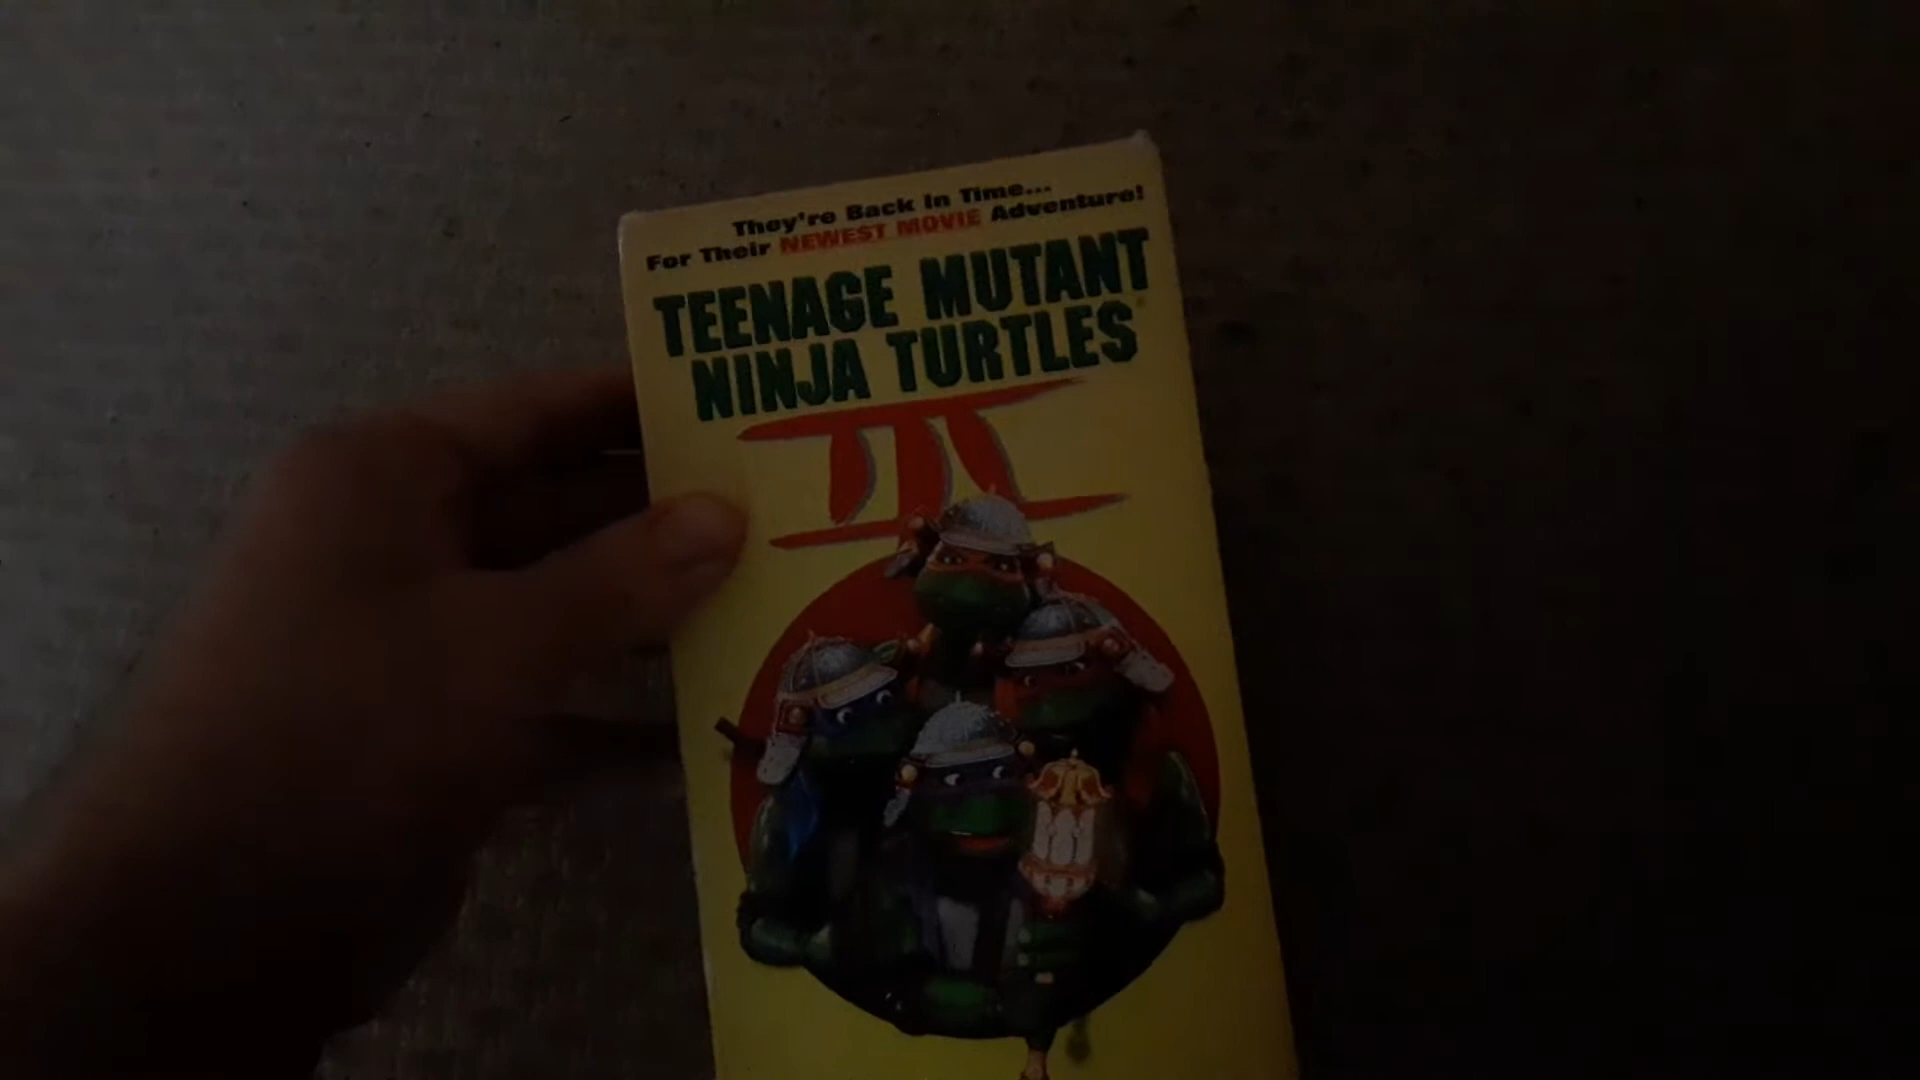 They're Back In Time...
For Their NEWEST MOVIE Adventure!
TEENAGE MUTANT
NINJA TURTLES
III